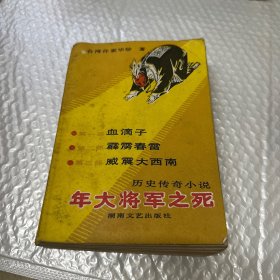 著
血滴子
霹雳春雷
威震大西南
历史传奇小说
年大将军之死
湖南文艺出版社